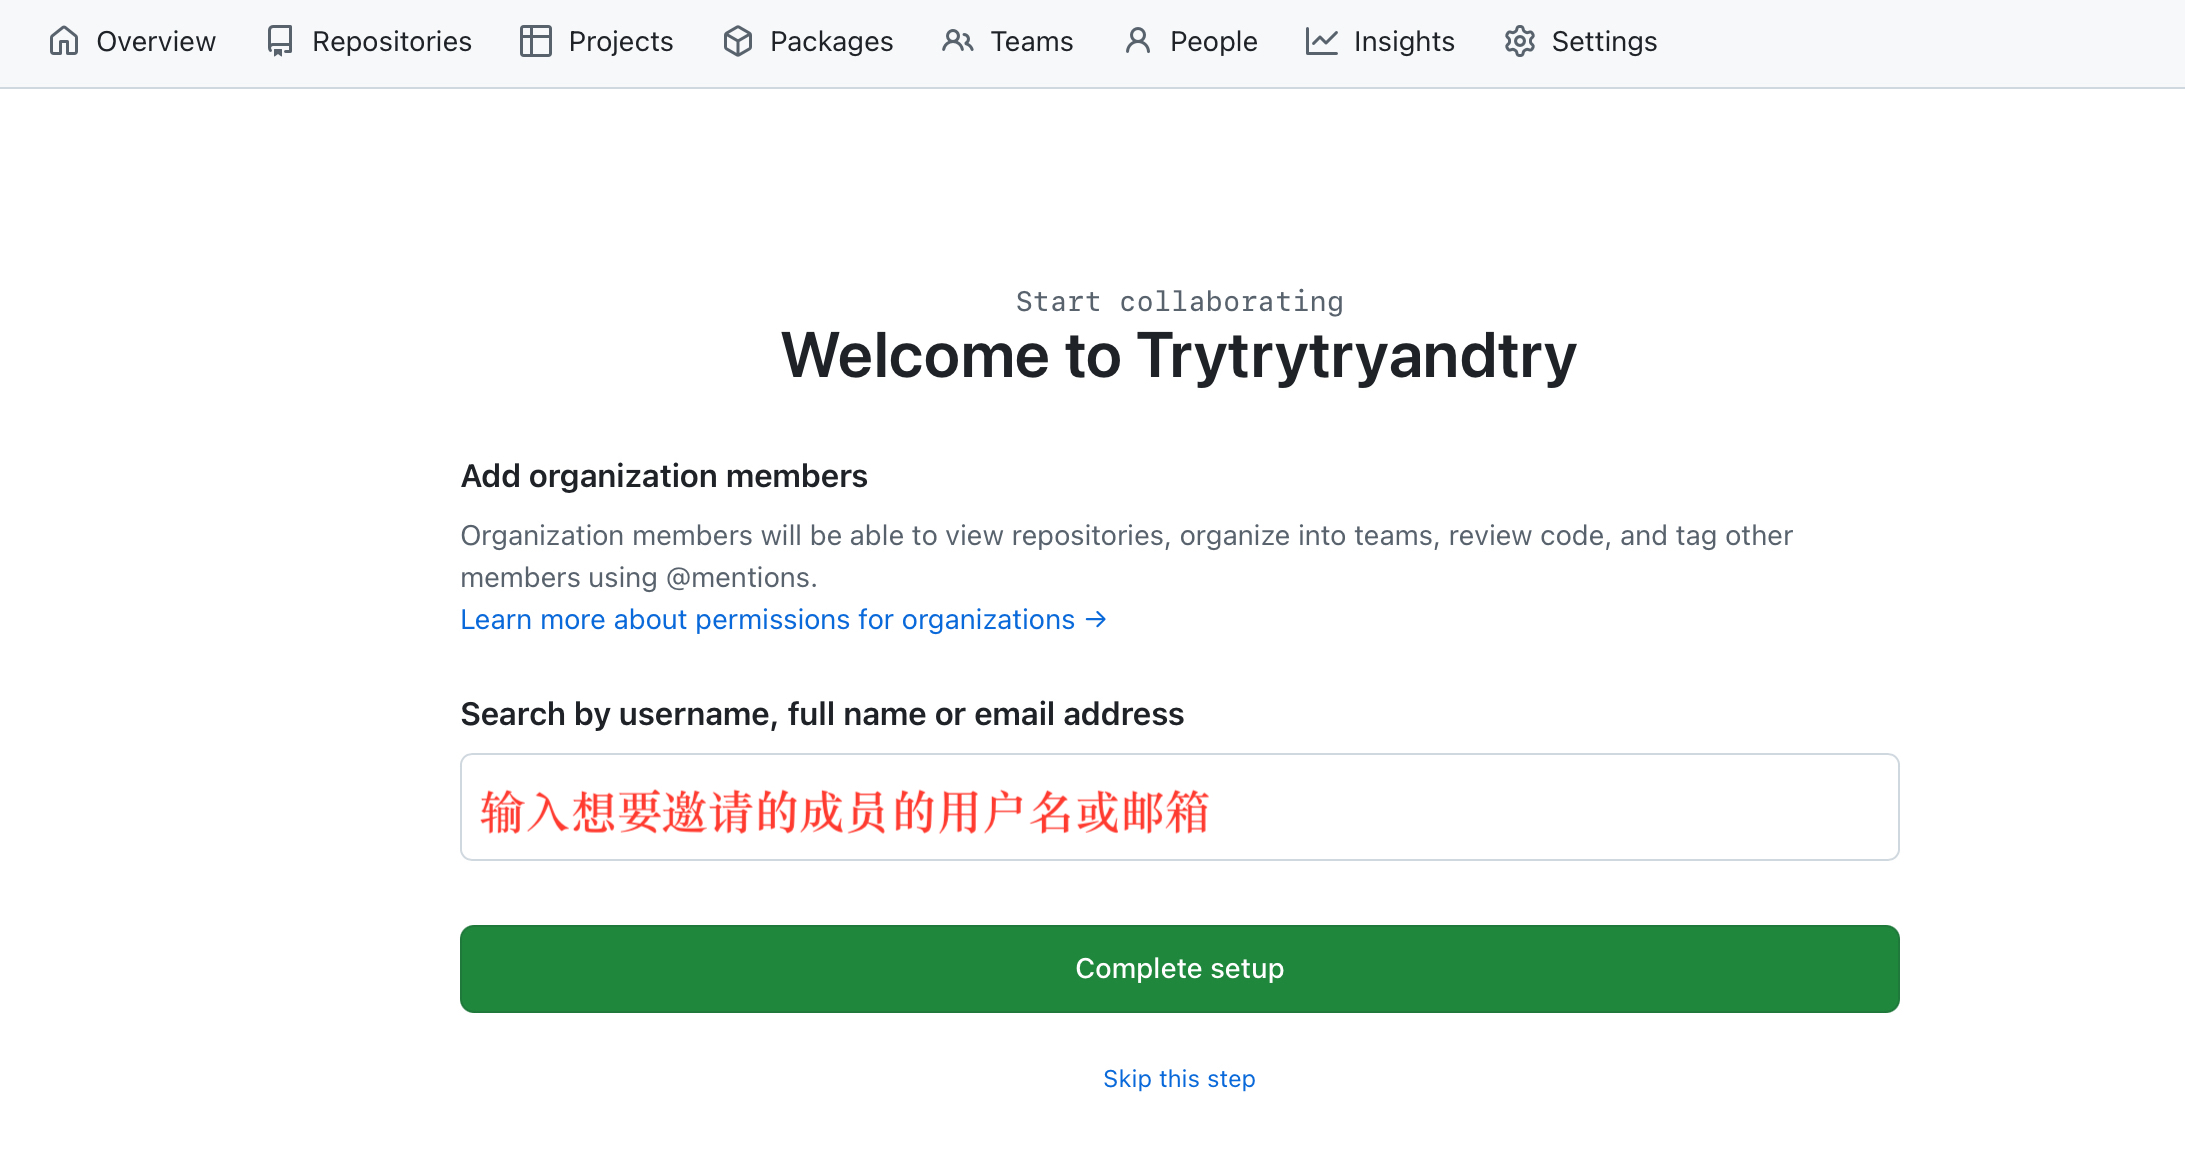 Overview Repositories Projects Packages Teams People Insights Settings
Start collaborating
Welcome to Trytrytryandtry
Add organization members
Organization members will be able to view repositories, organize into teams, review code, and tag other
members using @mentions.
Learn more about permissions for organizations →
Search by username, full name or email address
输入想要邀请的成员的用户名或邮箱
Complete setup
Skip this step